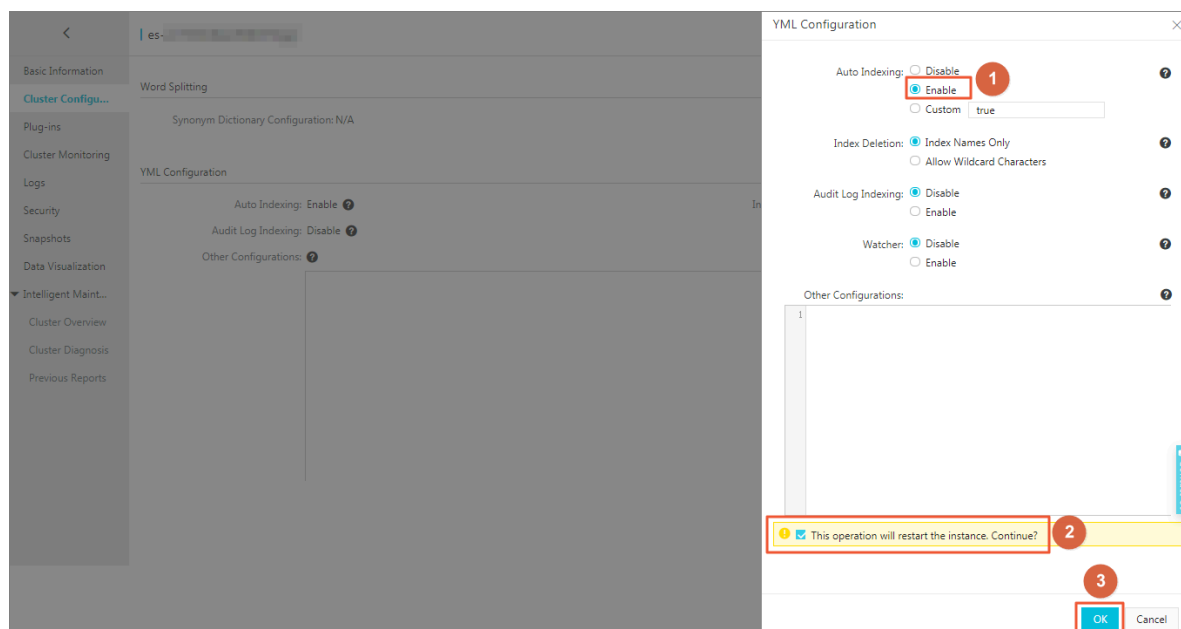 es-
Basic Information
Cluster Configu...
Plug-ins
Cluster Monitoring
Logs
Security
Snapshots
Data Visualization
Intelligent Maint...
Cluster Overview
Cluster Diagnosis
Previous Reports
Word Splitting
Synonym Dictionary Configuration: N/A
YML Configuration
Auto Indexing: Enable ?
In
Audit Log Indexing: Disable ?
Other Configurations: ?
YML Configuration
Auto Indexing: Disable ?
Enable 1
Custom true
Index Deletion: Index Names Only ?
Allow Wildcard Characters
Audit Log Indexing: Disable ?
Enable
Watcher: Disable ?
Enable
Other Configurations: ?
1
! This operation will restart the instance. Continue? 2
3
OK Cancel